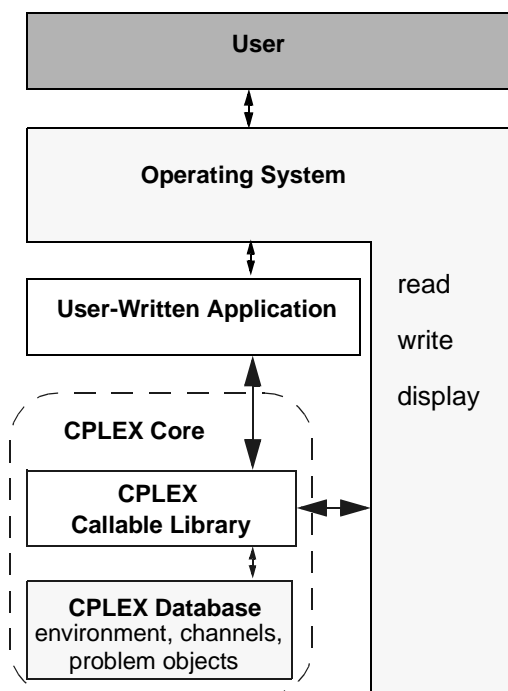 User
Operating System
User-Written Application
read
write
display
CPLEX Core
CPLEX
Callable Library
CPLEX Database
environment, channels,
problem objects